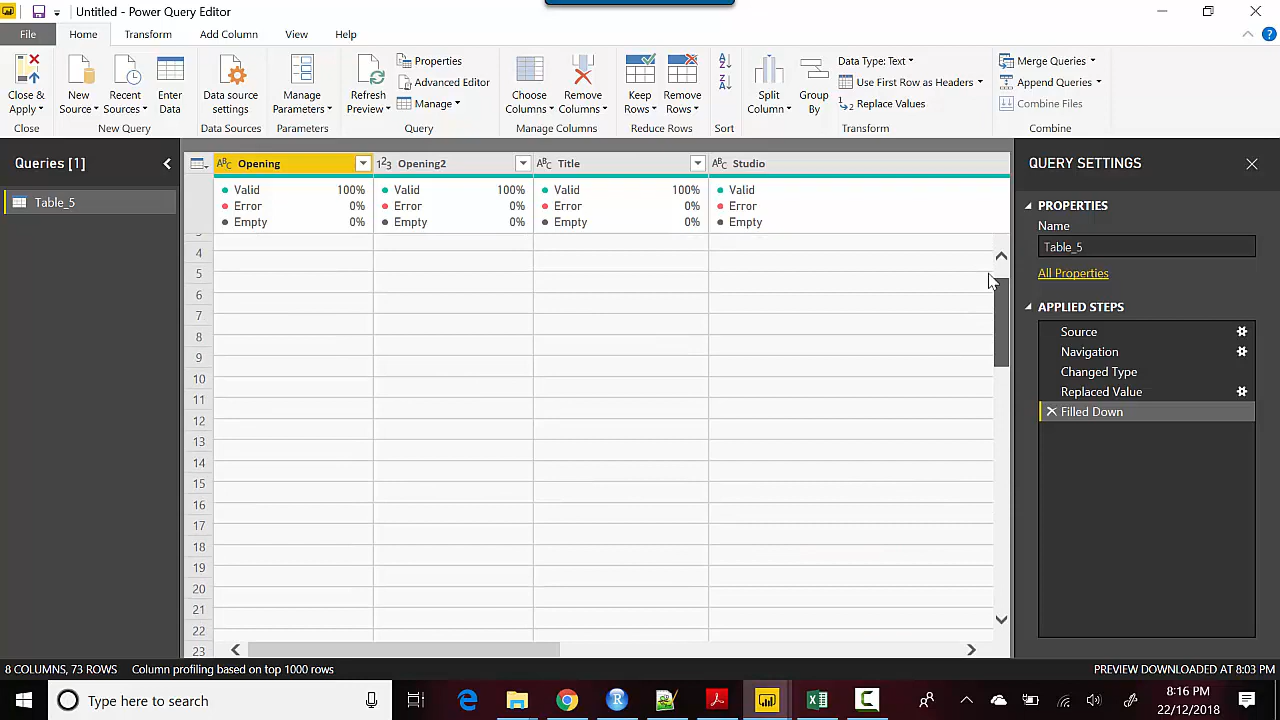 Untitled - Power Query Editor
File Home Transform Add Column View Help
Close & Apply
Close
New Source
Recent Sources
Enter Data
New Query
Data source settings
Data Sources
Manage Parameters
Parameters
Refresh Preview
Properties
Advanced Editor
Manage
Query
Choose Columns
Remove Columns
Manage Columns
Keep Rows
Remove Rows
Reduce Rows
Sort
Split Column
Group By
Data Type: Text
Use First Row as Headers
Replace Values
Transform
Merge Queries
Append Queries
Combine Files
Combine
Queries [1]
Table_5
Opening Opening2 Title Studio
Valid 100% Valid 100% Valid 100% Valid
Error 0% Error 0% Error 0% Error
Empty 0% Empty 0% Empty 0% Empty
4
5
6
7
8
9
10
11
12
13
14
15
16
17
18
19
20
21
22
23
QUERY SETTINGS
PROPERTIES
Name
Table_5
All Properties
APPLIED STEPS
Source
Navigation
Changed Type
Replaced Value
Filled Down
8 COLUMNS, 73 ROWS Column profiling based on top 1000 rows PREVIEW DOWNLOADED AT 8:03 PM
Type here to search
8:16 PM
22/12/2018